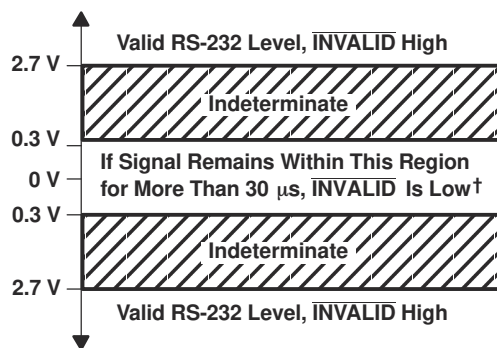 Valid RS-232 Level, INVALID High
2.7 V
Indeterminate
0.3 V
If Signal Remains Within This Region
0 V
for More Than 30 μs, INVALID Is Low†
0.3 V
Indeterminate
2.7 V
Valid RS-232 Level, INVALID High